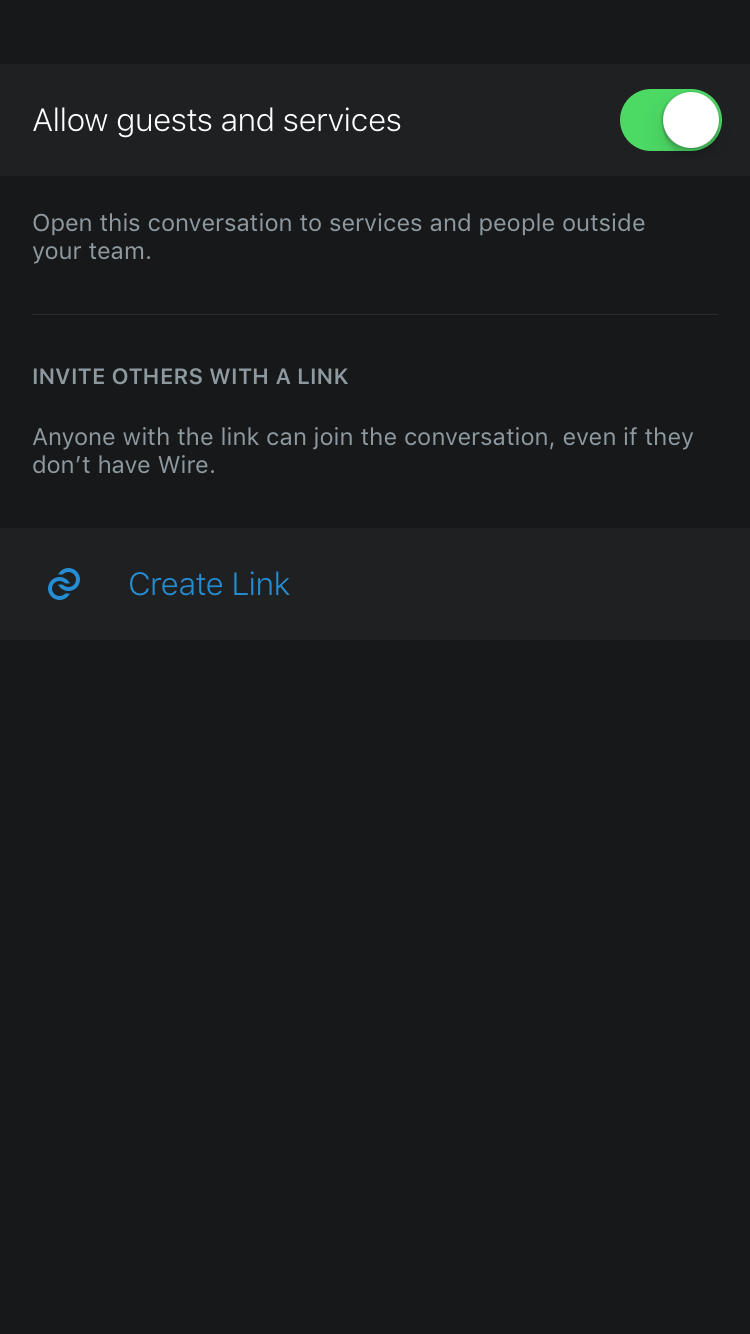 Allow guests and services
Open this conversation to services and people outside
your team.
INVITE OTHERS WITH A LINK
Anyone with the link can join the conversation, even if they
don’t have Wire.
Create Link